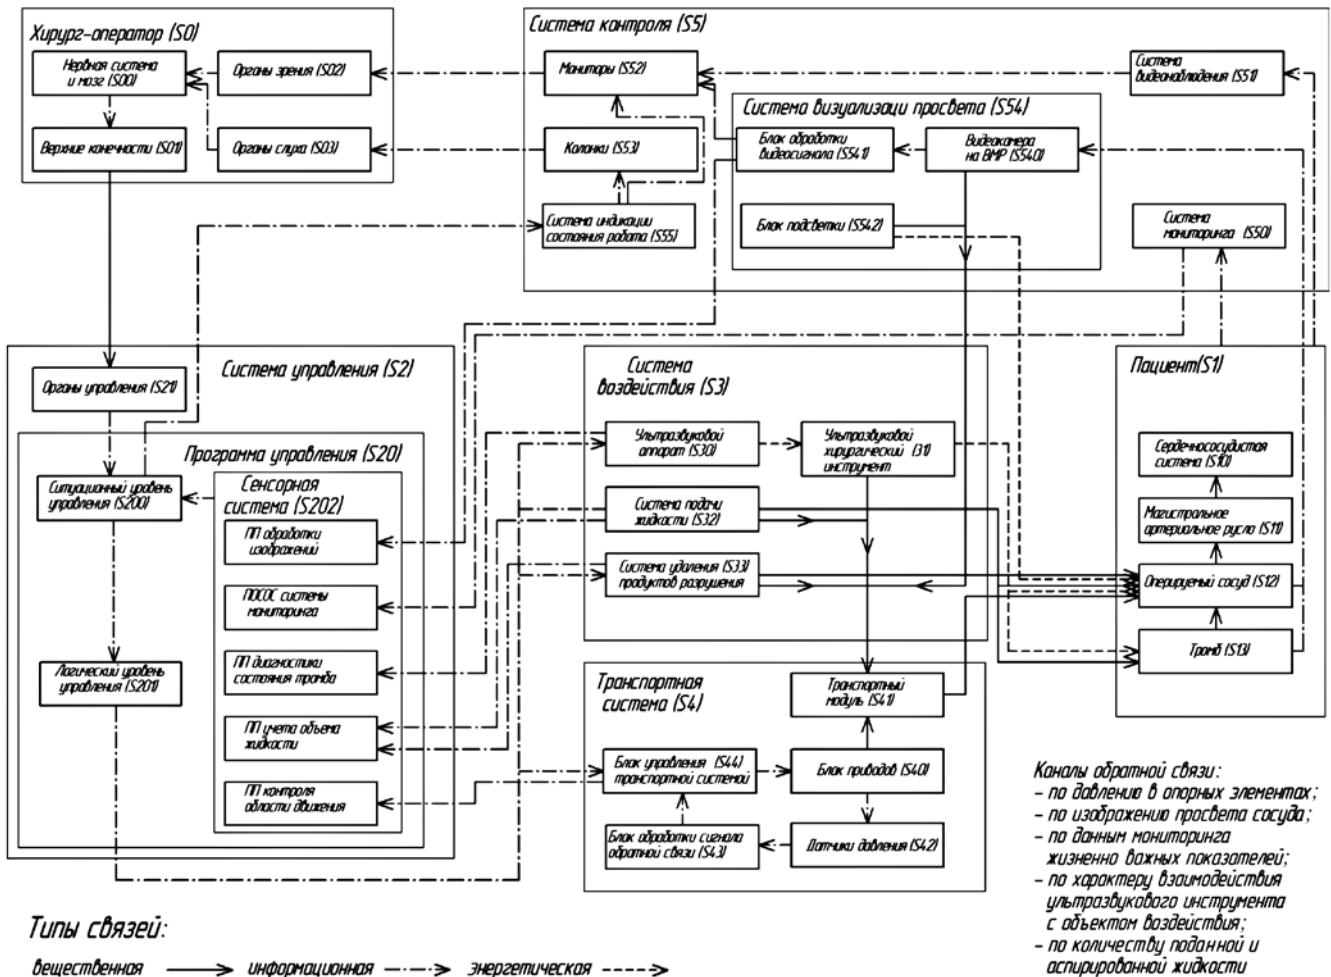 Хирург-оператор (S0)
Нервная система
и мозг (S00)
Органы зрения (S02)
Верхние конечности (S01)
Органы слуха (S03)
Система контроля (S5)
Мониторы (S52)
Система
видеонаблюдения (S51)
Система визуализаци просвета (S54)
Колонки (S53)
Блок обработки
видеосигнала (S541)
Видеокамера
на ВМР (S540)
Система индикации
состояния робота (S55)
Блок подсветки (S542)
Система
мониторинга (S50)
Система управления (S2)
Органы управления (S21)
Программа управления (S20)
Ситуационный уровень
управления (S200)
Сенсорная
система (S202)
ПП обработки
изображений
ПОСОС системы
мониторинга
Логический уровень
управления (S201)
ПП диагностики
состояния тромба
ПП учета объема
жидкости
ПП контроля
области движения
Система
воздействия (S3)
Ультразвуковой
аппарат (S30)
Ультразвуковой
хирургический (31)
инструмент
Система подачи
жидкости (S32)
Система удаления (S33)
продуктов разрушения
Транспортная
система (S4)
Транспортный
модуль (S41)
Блок управления (S44)
транспортной системой
Блок приводов (S40)
Блок обработки сигнала
обратной связи (S43)
Датчики давления (S42)
Пациент(S1)
Сердечнососудистая
система (S10)
Магистральное
артериальное русло (S11)
Оперируемый сосуд (S12)
Тромб (S13)
Каналы обратной связи:
- по давлению в опорных элементах;
- по изображению просвета сосуда;
- по данным мониторинга
жизненно важных показателей;
- по характеру взаимодействия
ультразвукового инструмента
с объектом воздействия;
- по количеству поданной и
аспирированной жидкости
Типы связей:
вещественная информационная энергетическая